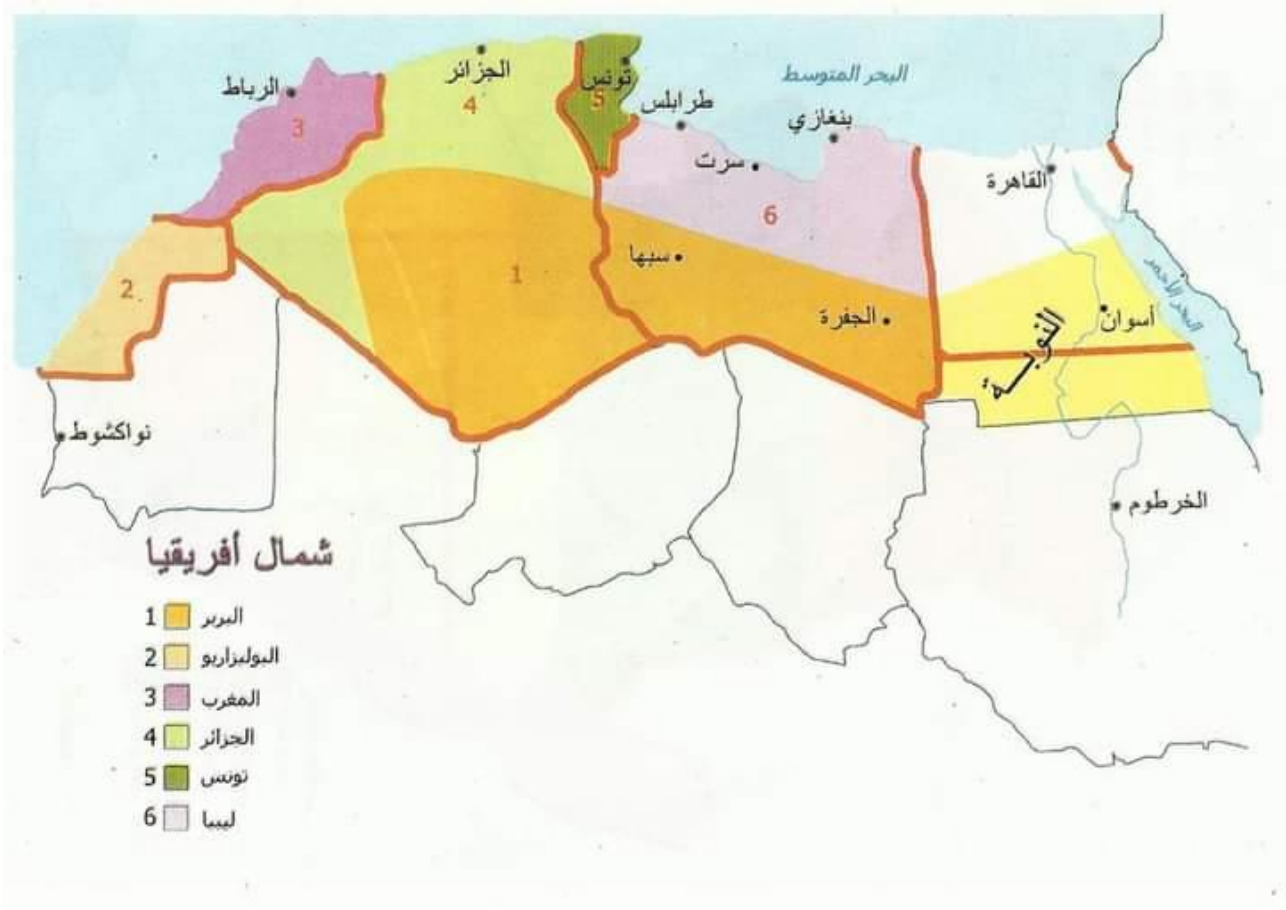 البحر المتوسط
الجزائر
تونس
الرباط
طرابلس
بنغازي
سرت
القاهرة
3
4
5
6
سبها
1
2
الجفرة
البحر الأحمر
أسوان
النوبة
نواكشوط
الخرطوم
شمال أفريقيا
1 البربر
2 البوليزاريو
3 المغرب
4 الجزائر
5 تونس
6 ليبيا